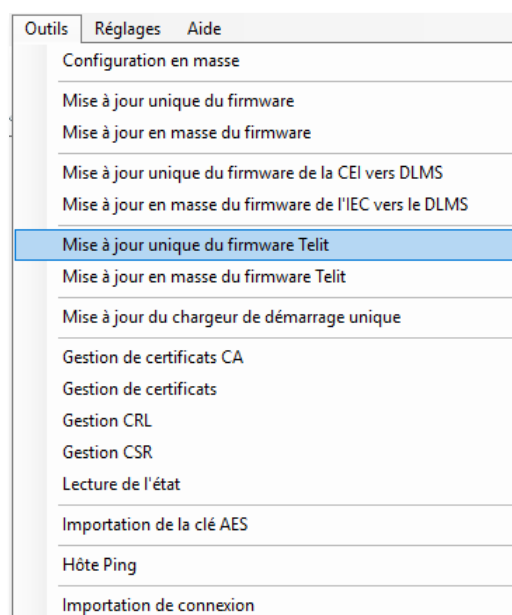 Outils Réglages Aide
Configuration en masse
Mise à jour unique du firmware
Mise à jour en masse du firmware
Mise à jour unique du firmware de la CEI vers DLMS
Mise à jour en masse du firmware de l'IEC vers le DLMS
Mise à jour unique du firmware Telit
Mise à jour en masse du firmware Telit
Mise à jour du chargeur de démarrage unique
Gestion de certificats CA
Gestion de certificats
Gestion CRL
Gestion CSR
Lecture de l'état
Importation de la clé AES
Hôte Ping
Importation de connexion